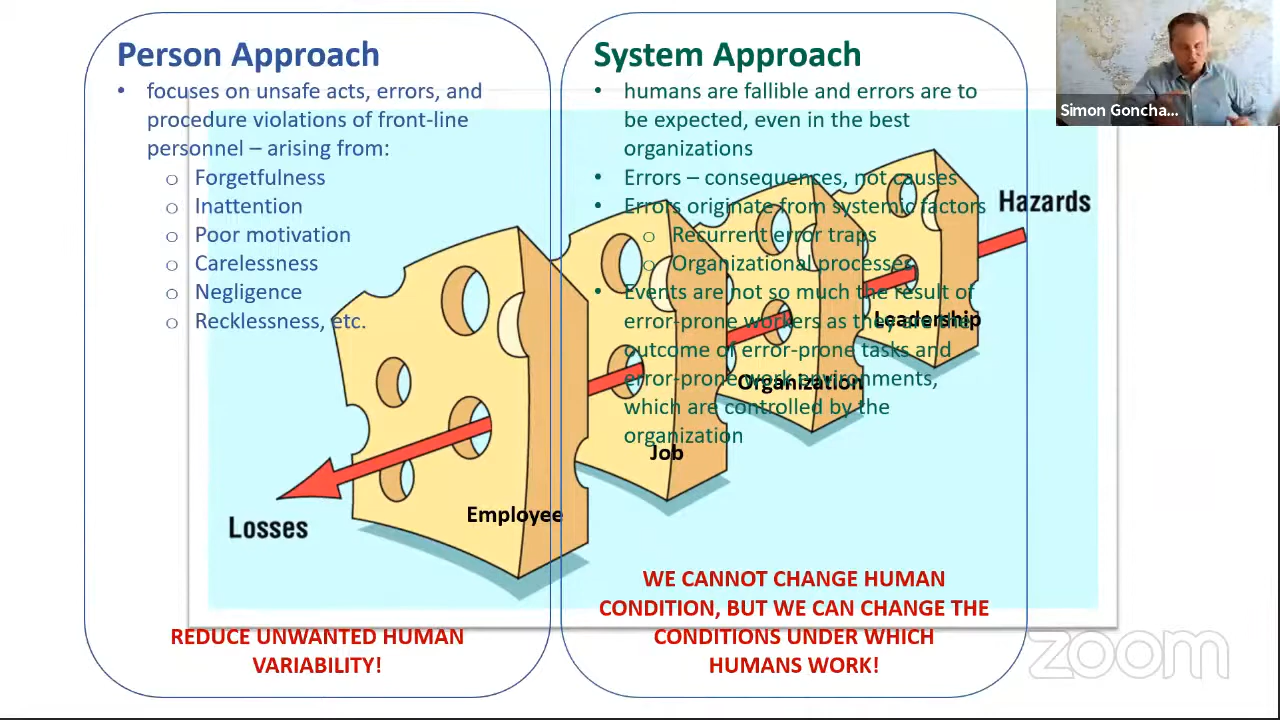 Person Approach
• focuses on unsafe acts, errors, and
procedure violations of front-line
personnel – arising from:
o Forgetfulness
o Inattention
o Poor motivation
o Carelessness
o Negligence
o Recklessness, etc.
REDUCE UNWANTED HUMAN
VARIABILITY!
System Approach
• humans are fallible and errors are to
be expected, even in the best
organizations
• Errors – consequences, not causes
• Errors originate from systemic factors
o Recurrent error traps
o Organizational processes
• Events are not so much the result of
error-prone workers as they are the
outcome of error-prone tasks and
error-prone work environments,
which are controlled by the
organization
WE CANNOT CHANGE HUMAN
CONDITION, BUT WE CAN CHANGE THE
CONDITIONS UNDER WHICH
HUMANS WORK!
Hazards
Leadership
Organization
Job
Employee
Losses
Simon Goncha...
zoom